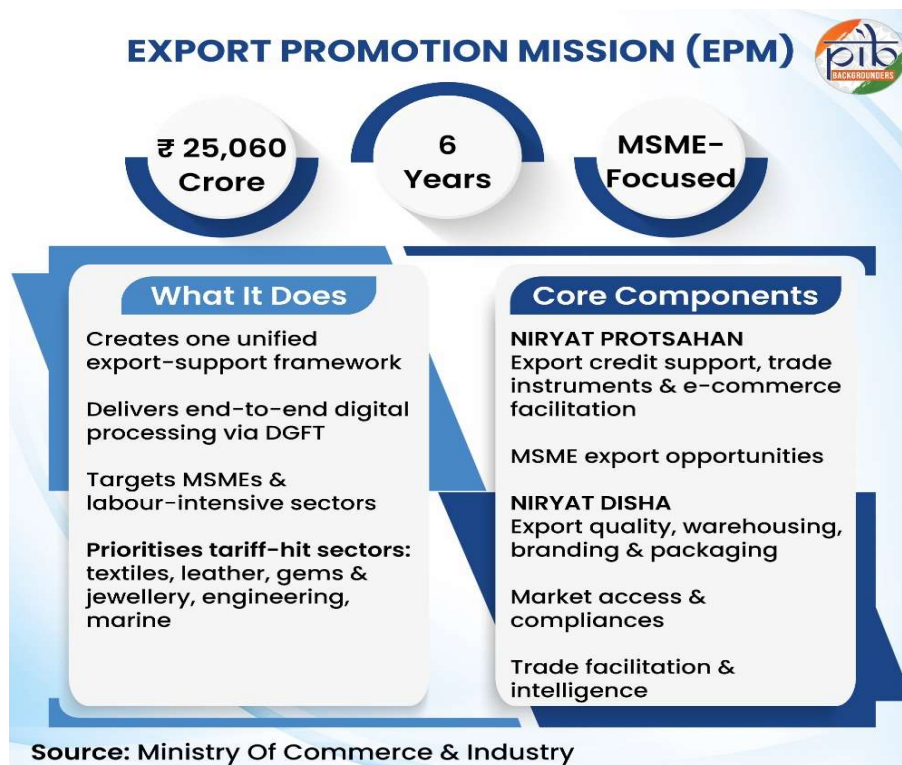 EXPORT PROMOTION MISSION (EPM)
pib
BACKGROUNDERS
₹ 25,060
Crore
6
Years
MSME-
Focused
What It Does
Creates one unified
export-support framework
Delivers end-to-end digital
processing via DGFT
Targets MSMEs &
labour-intensive sectors
Prioritises tariff-hit sectors:
textiles, leather, gems &
jewellery, engineering,
marine
Core Components
NIRYAT PROTSAHAN
Export credit support, trade
instruments & e-commerce
facilitation
MSME export opportunities
NIRYAT DISHA
Export quality, warehousing,
branding & packaging
Market access &
compliances
Trade facilitation &
intelligence
Source: Ministry Of Commerce & Industry